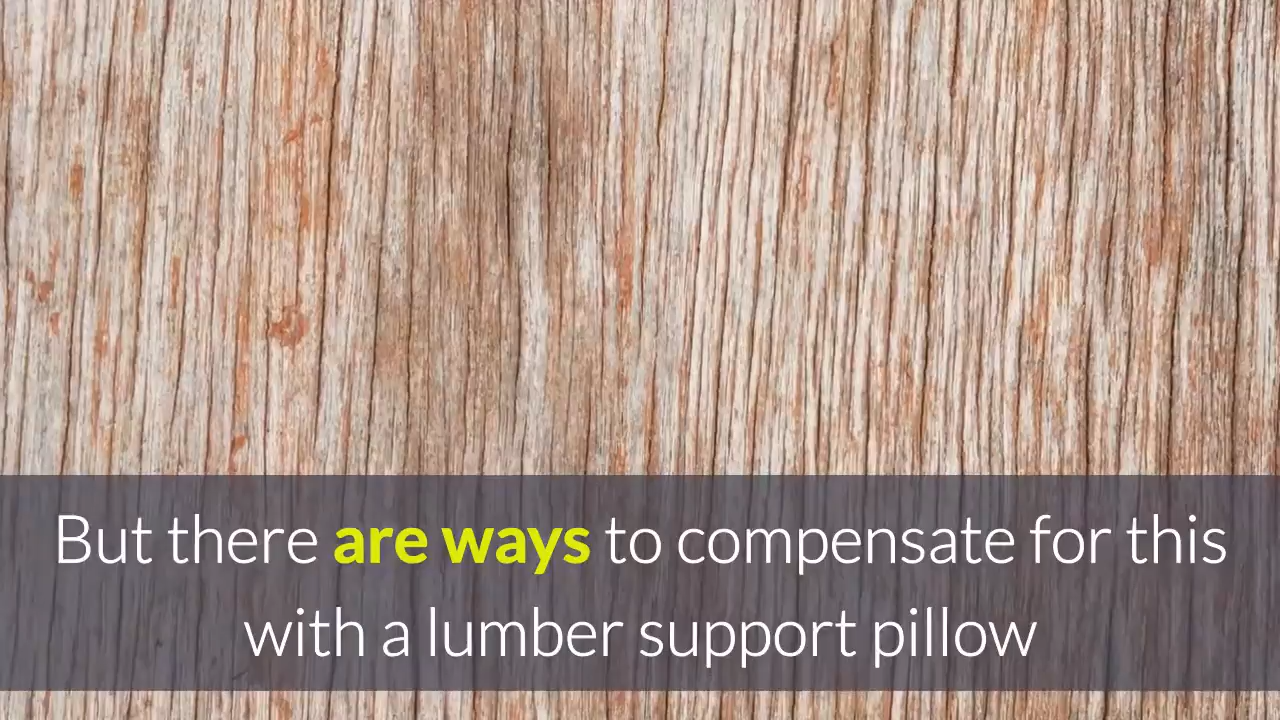 But there are ways to compensate for this
with a lumber support pillow